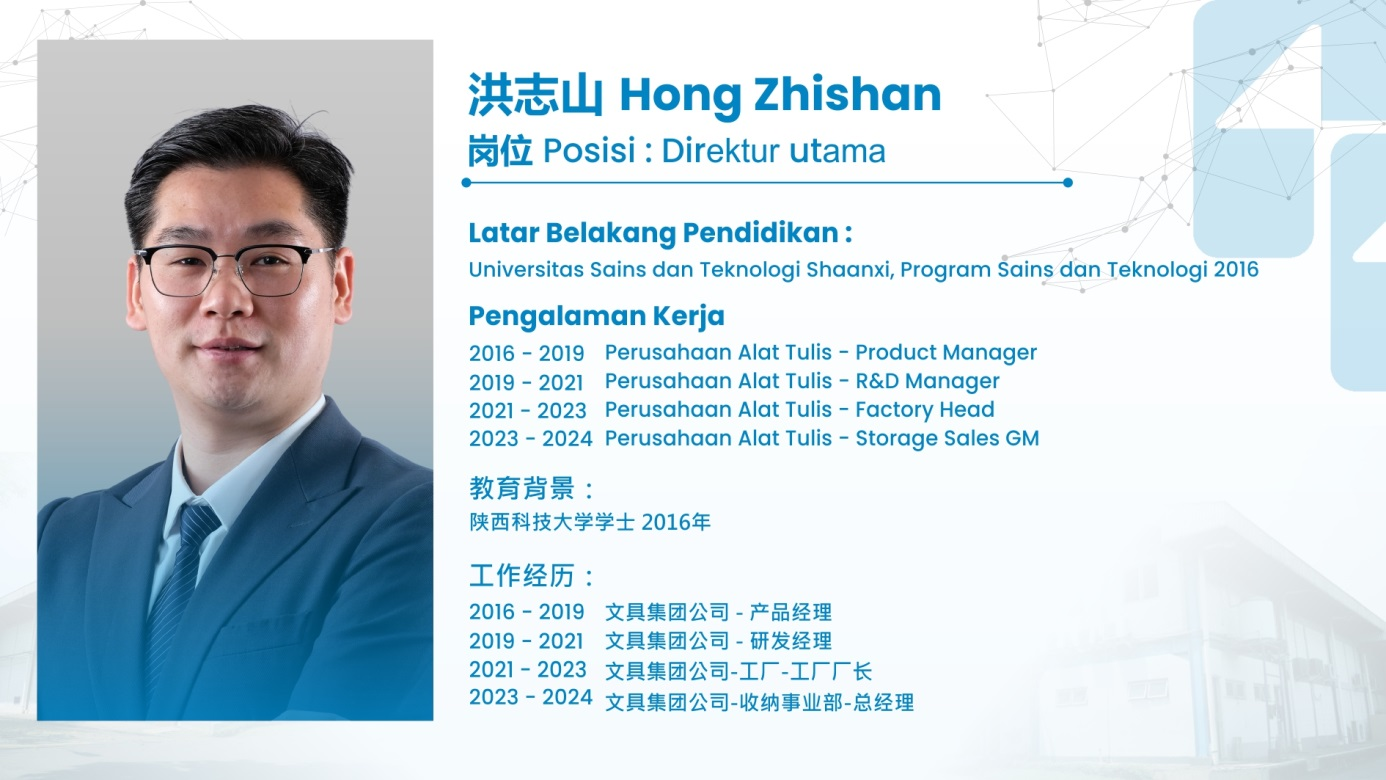 洪志山 Hong Zhishan
岗位 Posisi : Direktur utama
Latar Belakang Pendidikan :
Universitas Sains dan Teknologi Shaanxi, Program Sains dan Teknologi 2016
Pengalaman Kerja
2016 - 2019 Perusahaan Alat Tulis - Product Manager
2019 - 2021 Perusahaan Alat Tulis - R&D Manager
2021 - 2023 Perusahaan Alat Tulis - Factory Head
2023 - 2024 Perusahaan Alat Tulis - Storage Sales GM
教育背景：
陕西科技大学学士 2016年
工作经历：
2016 - 2019 文具集团公司 - 产品经理
2019 - 2021 文具集团公司 - 研发经理
2021 - 2023 文具集团公司-工厂-工厂厂长
2023 - 2024 文具集团公司-收纳事业部-总经理